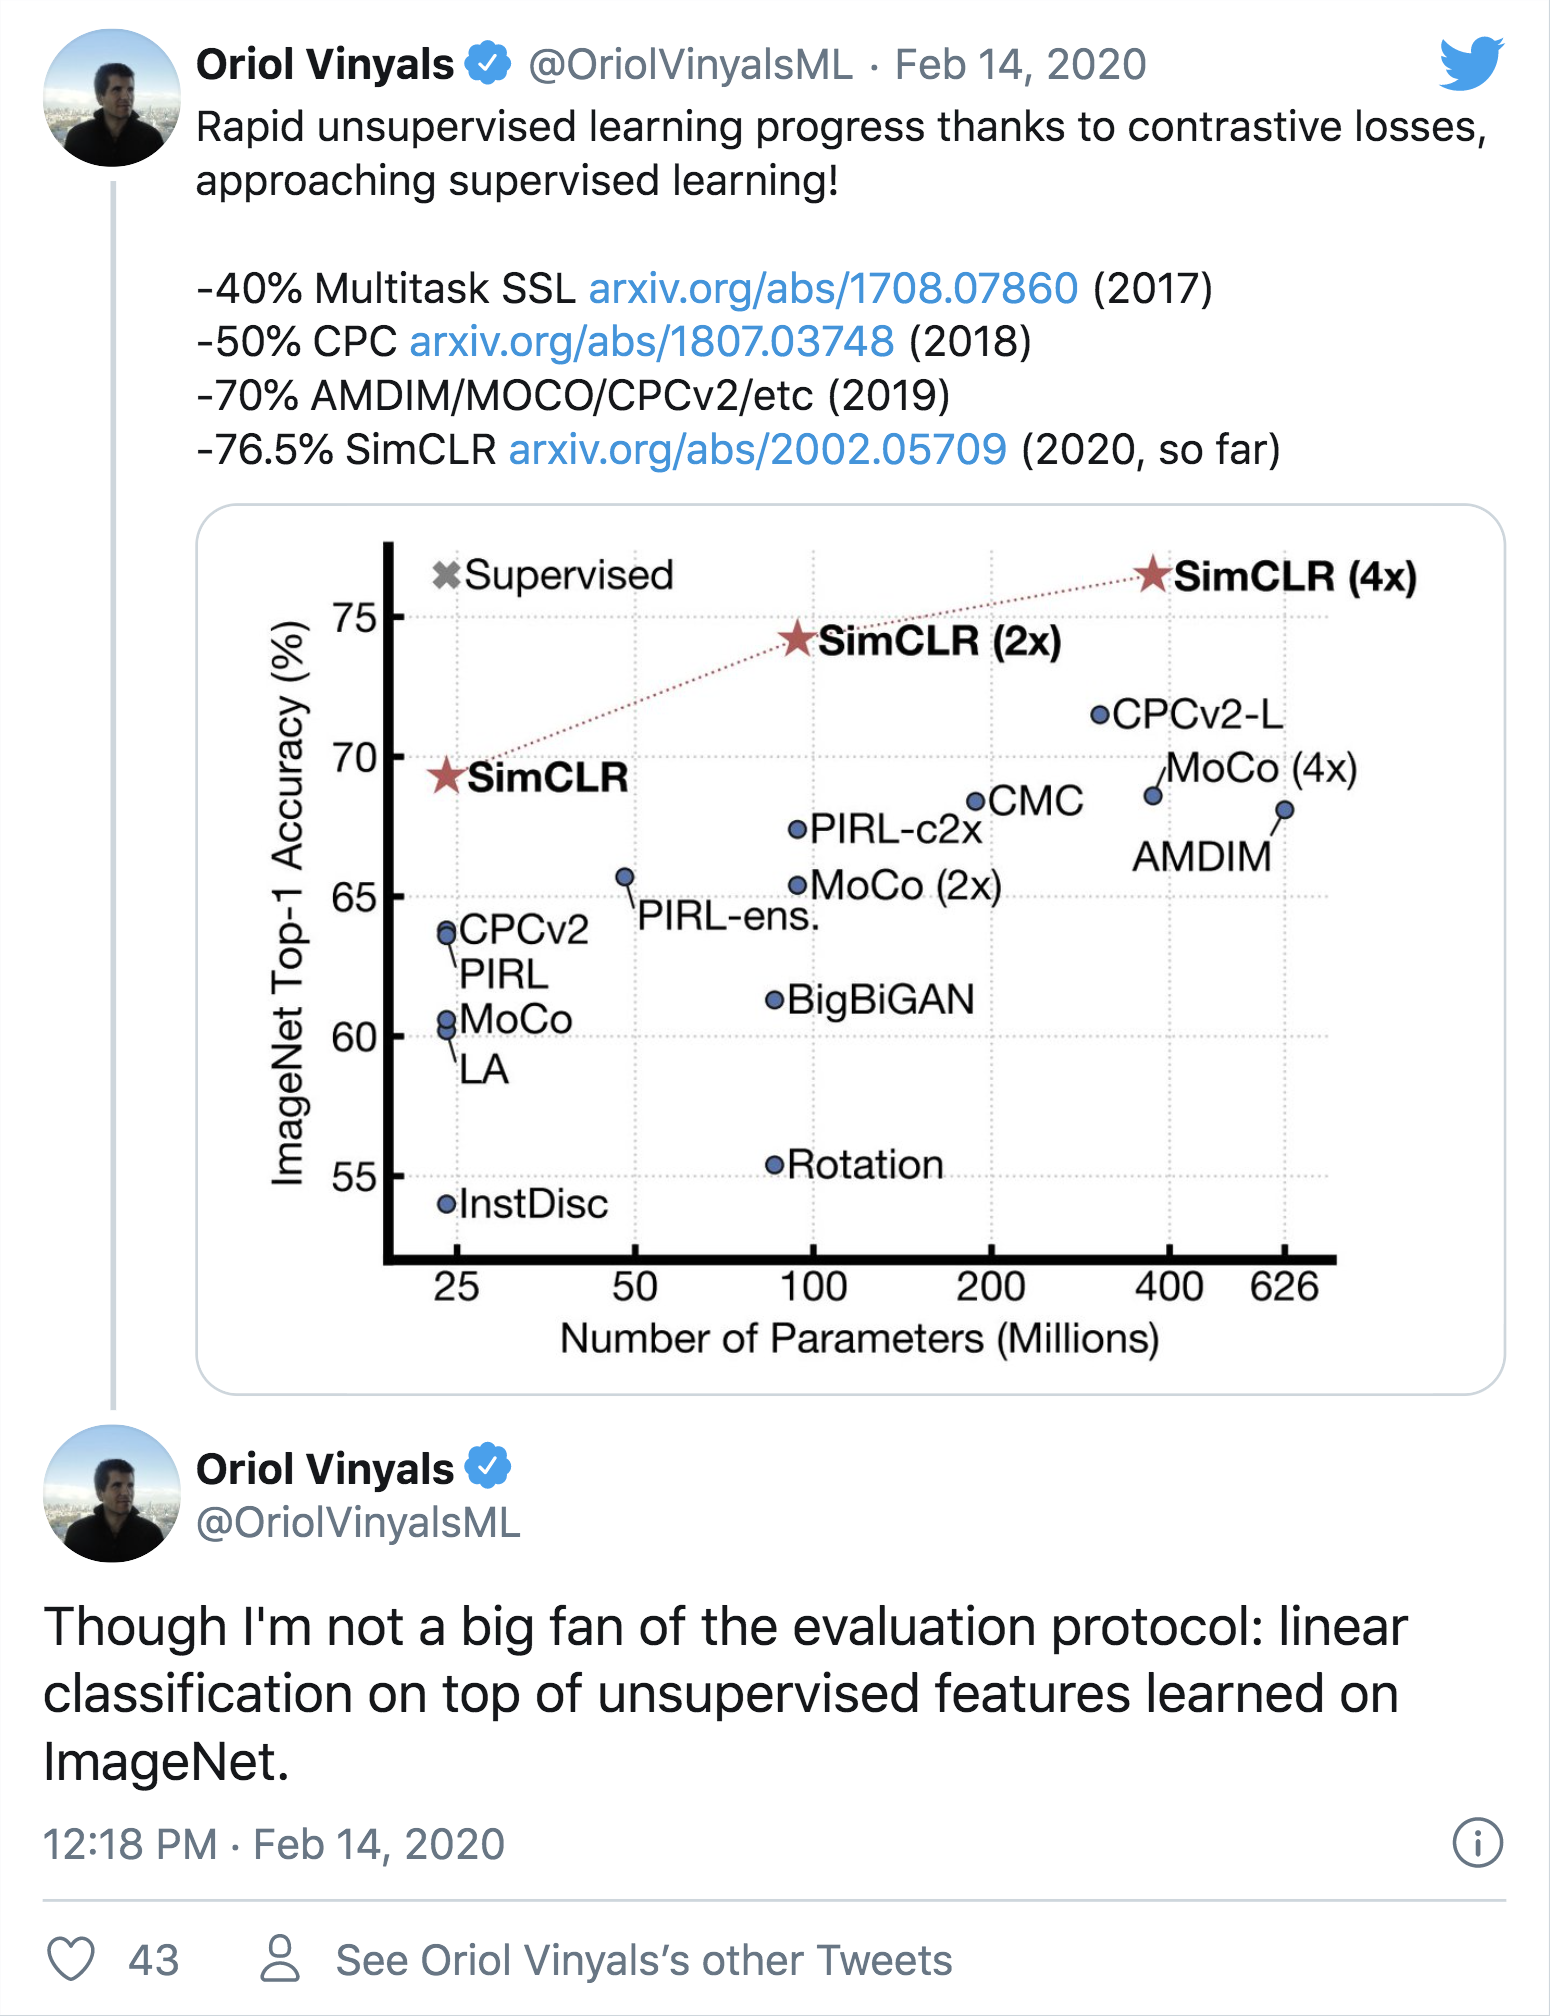 Oriol Vinyals @OriolVinyalsML · Feb 14, 2020
Rapid unsupervised learning progress thanks to contrastive losses,
approaching supervised learning!
-40% Multitask SSL arxiv.org/abs/1708.07860 (2017)
-50% CPC arxiv.org/abs/1807.03748 (2018)
-70% AMDIM/MOCO/CPCv2/etc (2019)
-76.5% SimCLR arxiv.org/abs/2002.05709 (2020, so far)
ImageNet Top-1 Accuracy (%)
75
70
65
60
55
Supervised
SimCLR (4x)
SimCLR (2x)
CPCv2-L
SimCLR
MoCo (4x)
CMC
PIRL-c2x
AMDIM
MoCo (2x)
PIRL-ens.
CPCv2
PIRL
BigBiGAN
MoCo
LA
Rotation
InstDisc
25 50 100 200 400 626
Number of Parameters (Millions)
Oriol Vinyals
@OriolVinyalsML
Though I'm not a big fan of the evaluation protocol: linear
classification on top of unsupervised features learned on
ImageNet.
12:18 PM · Feb 14, 2020
43 See Oriol Vinyals's other Tweets